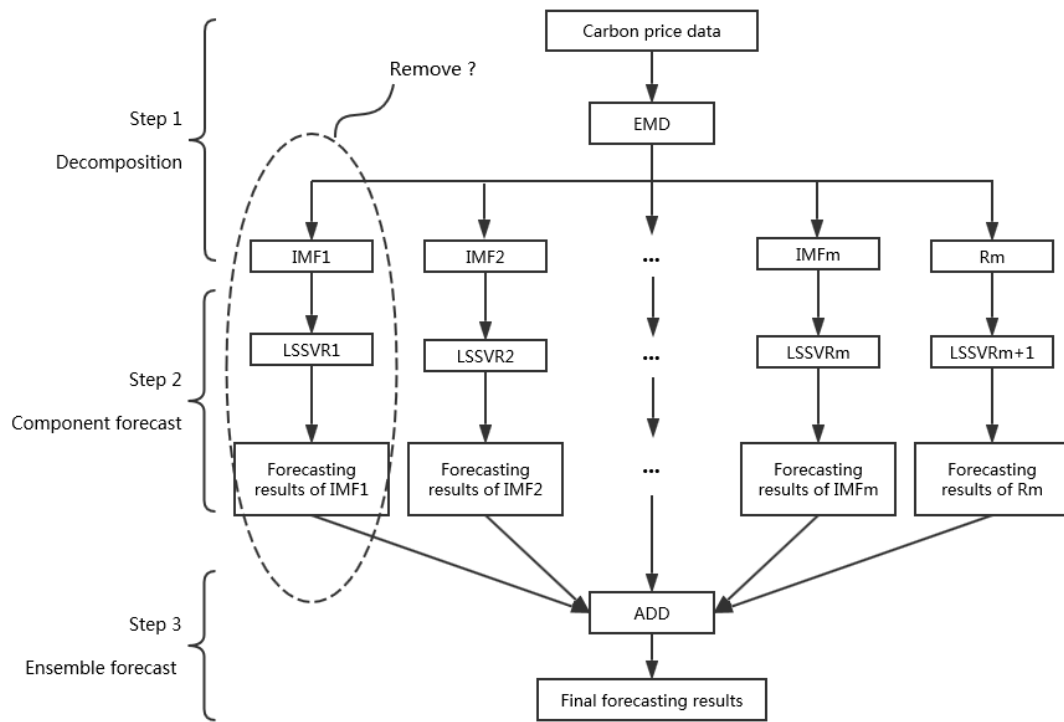 Carbon price data
Remove ?
Step 1
Decomposition
EMD
IMF1
IMF2
...
IMFm
Rm
Step 2
Component forecast
LSSVR1
LSSVR2
...
LSSVRm
LSSVRm+1
Forecasting
results of IMF1
Forecasting
results of IMF2
...
Forecasting
results of IMFm
Forecasting
results of Rm
Step 3
Ensemble forecast
ADD
Final forecasting results